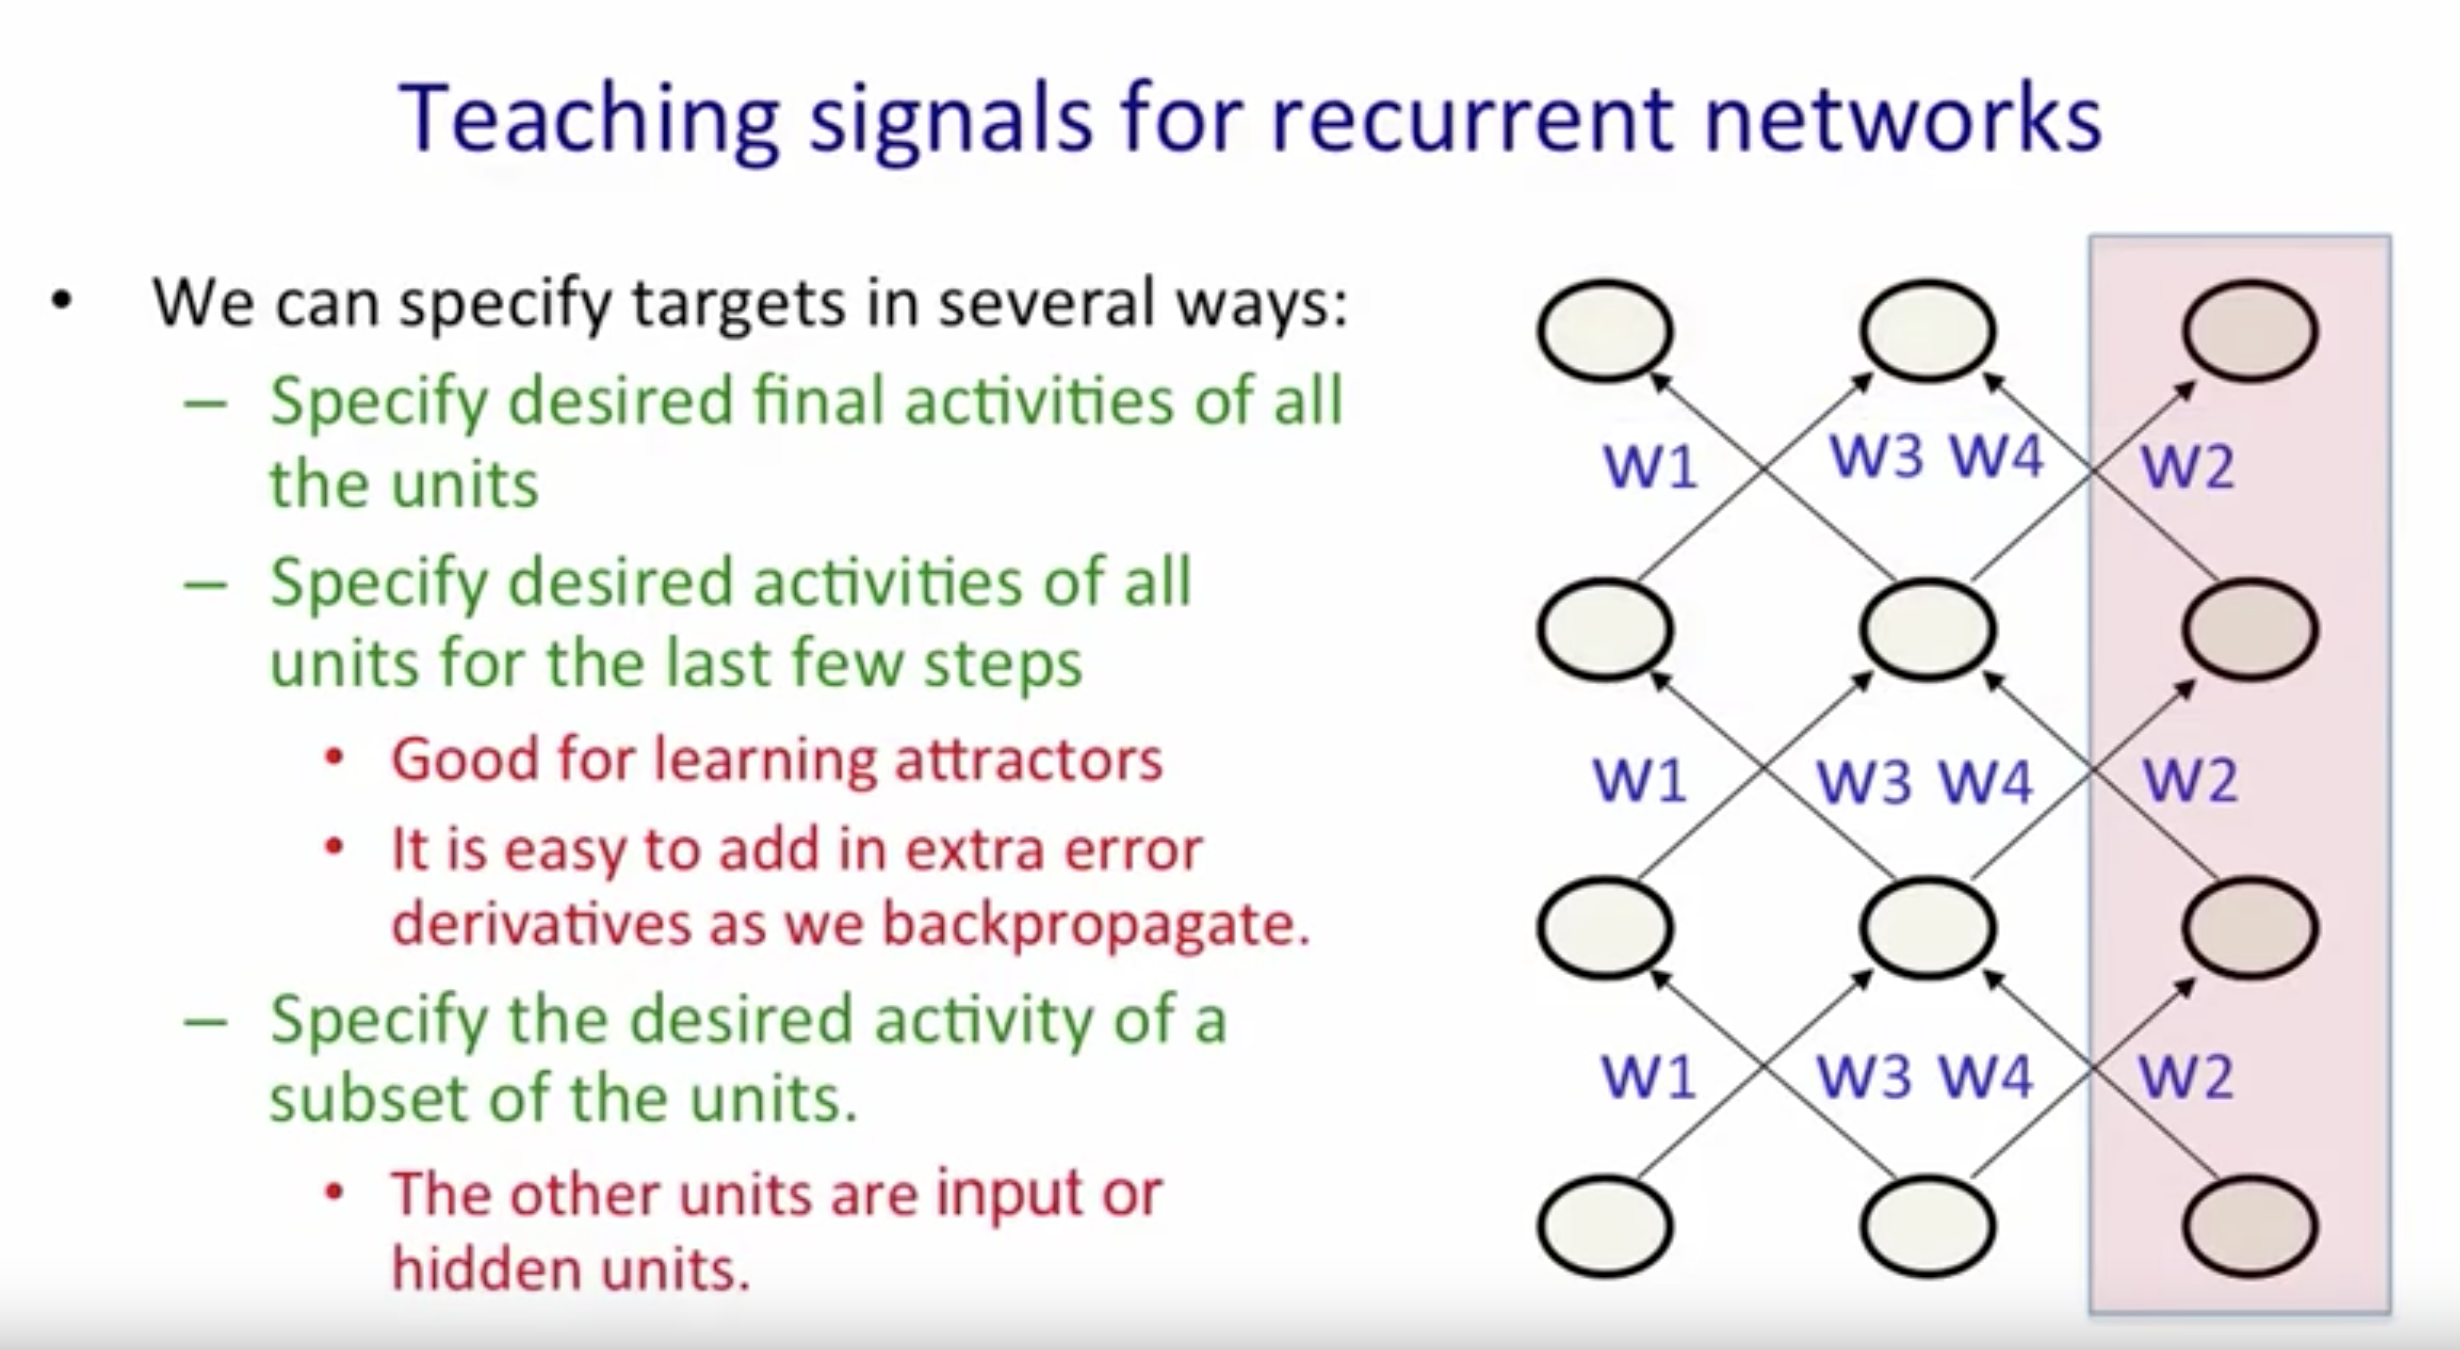 Teaching signals for recurrent networks
• We can specify targets in several ways:
– Specify desired final activities of all
the units
– Specify desired activities of all
units for the last few steps
• Good for learning attractors
• It is easy to add in extra error
derivatives as we backpropagate.
– Specify the desired activity of a
subset of the units.
• The other units are input or
hidden units.
W1 W3 W4 W2
W1 W3 W4 W2
W1 W3 W4 W2